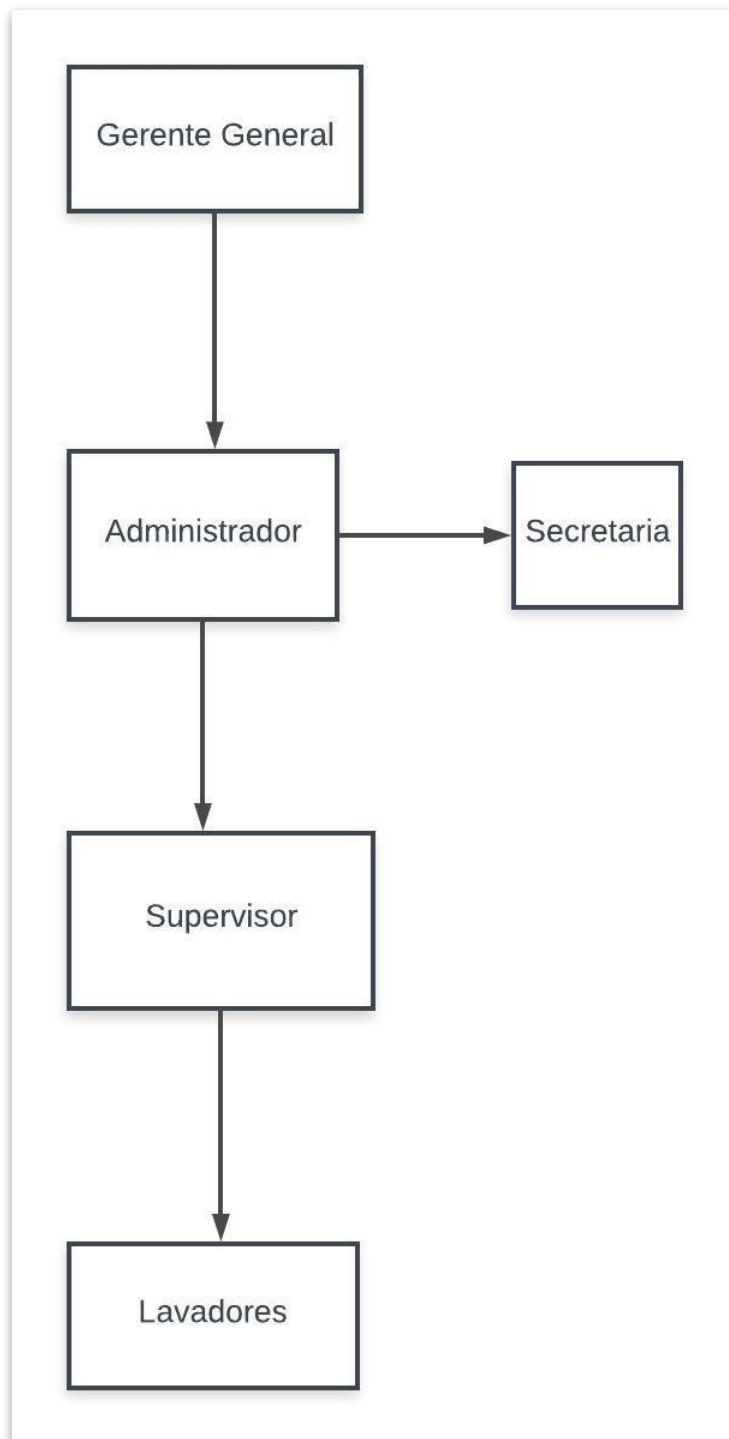 Gerente General
Administrador
Secretaria
Supervisor
Lavadores